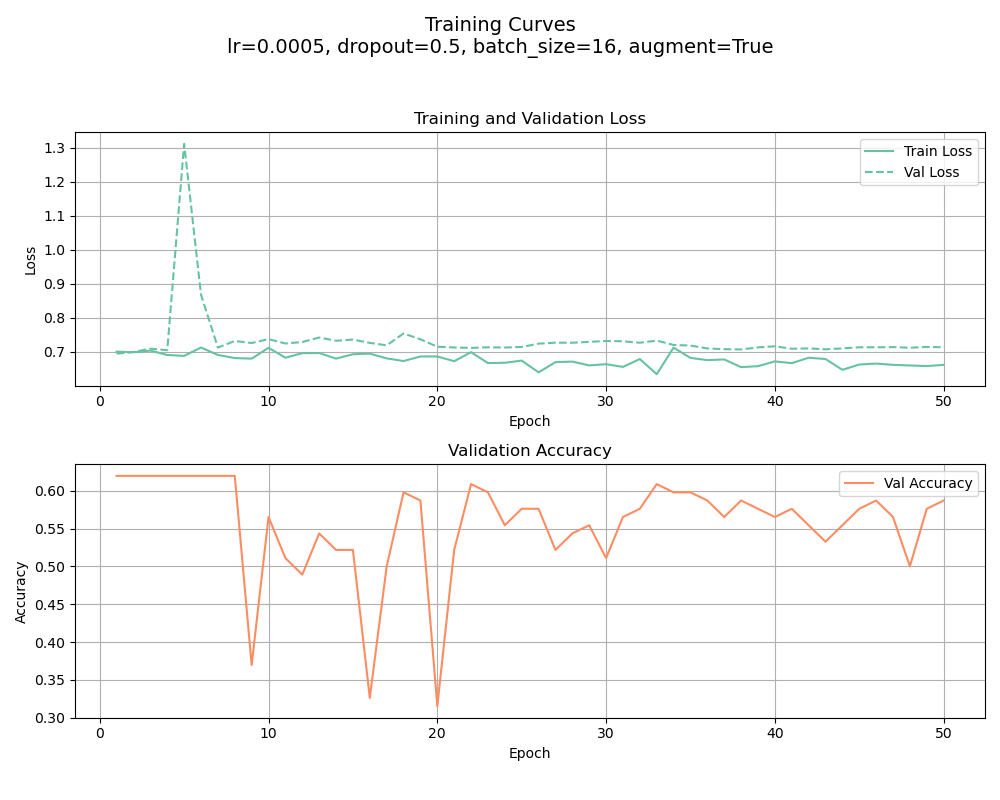 Training Curves
lr=0.0005, dropout=0.5, batch_size=16, augment=True
Training and Validation Loss
1.3
1.2
1.1
1.0
0.9
0.8
0.7
Loss
Train Loss
Val Loss
0 10 20 30 40 50
Epoch
Validation Accuracy
0.60
0.55
0.50
0.45
0.40
0.35
0.30
Accuracy
Val Accuracy
0 10 20 30 40 50
Epoch